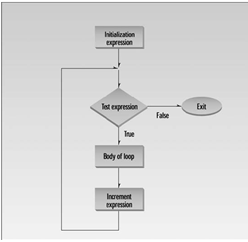 Initialization
expression
Test expression
Exit
False
True
Body of loop
Increment
expression